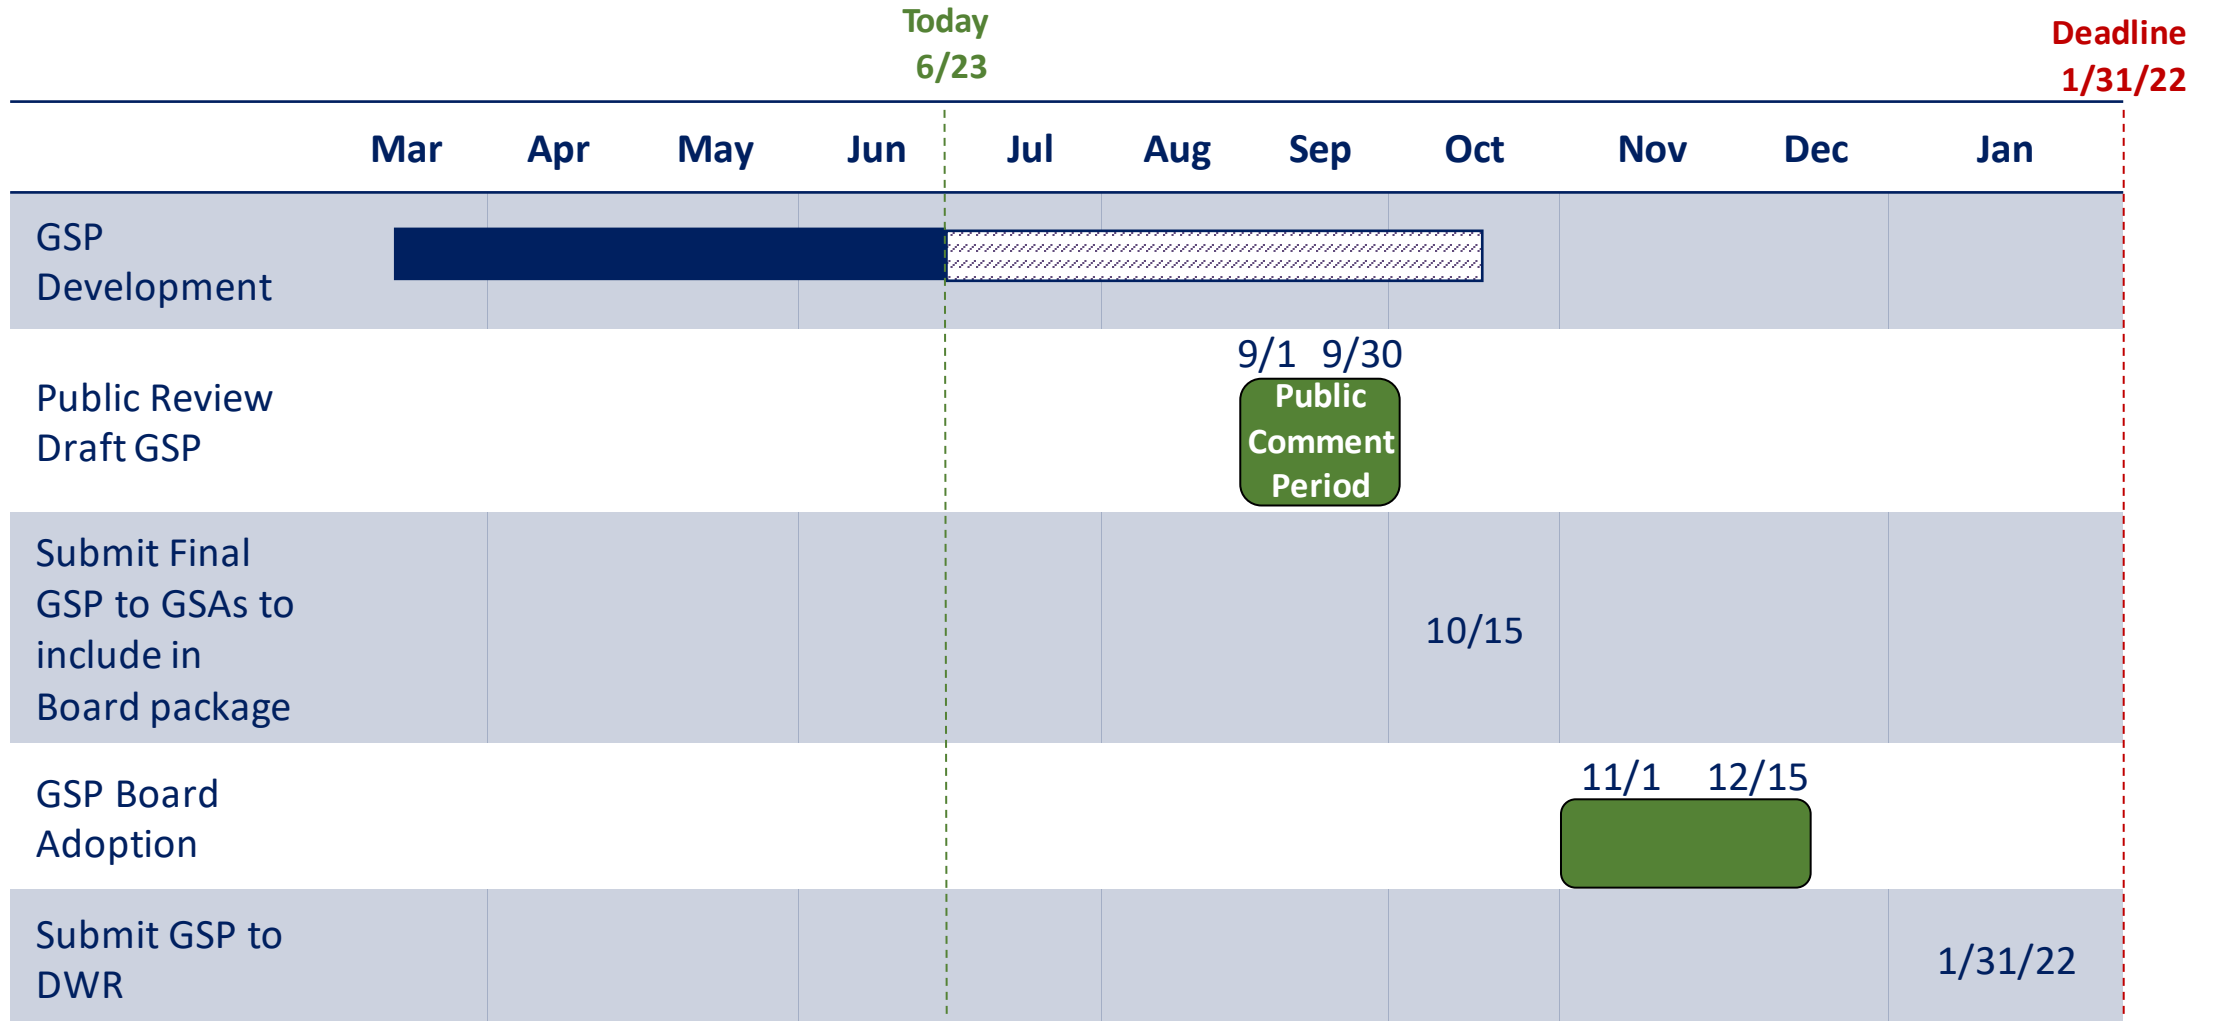 Today
6/23
Deadline
1/31/22
Mar Apr May Jun Jul Aug Sep Oct Nov Dec Jan
GSP
Development
9/1 9/30
Public Review
Draft GSP
Public
Comment
Period
Submit Final
GSP to GSAs to
include in
Board package
10/15
GSP Board
Adoption
11/1 12/15
Submit GSP to
DWR
1/31/22